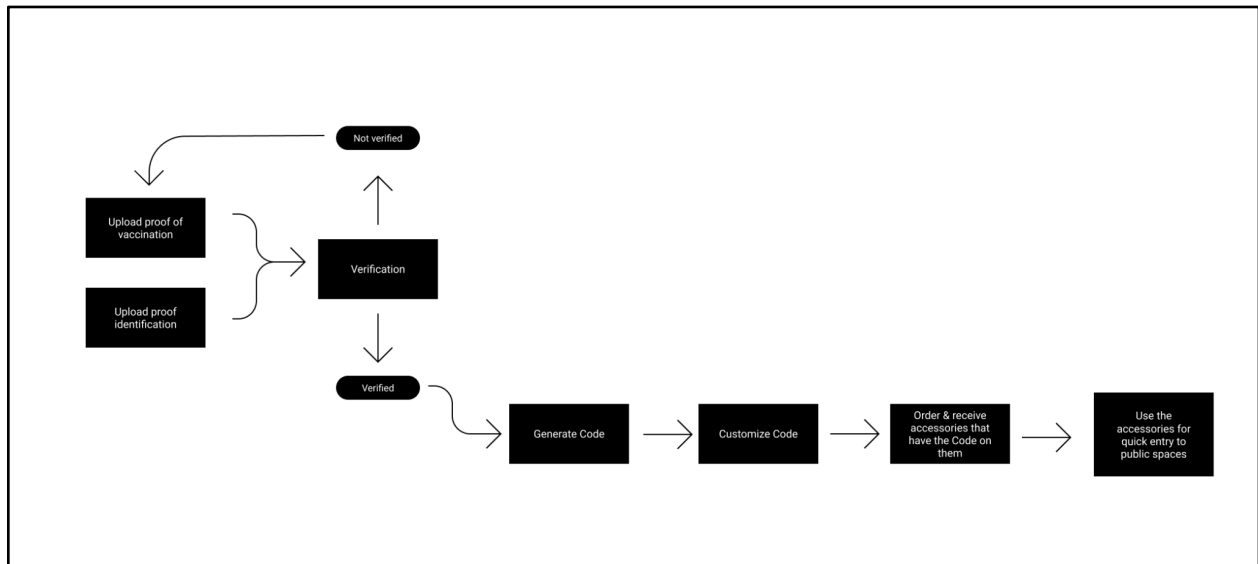 Not verified
Upload proof of
vaccination
Verification
Upload proof
identification
Verified
Generate Code
Customize Code
Order & receive
accessories that
have the Code on
them
Use the
accessories for
quick entry to
public spaces